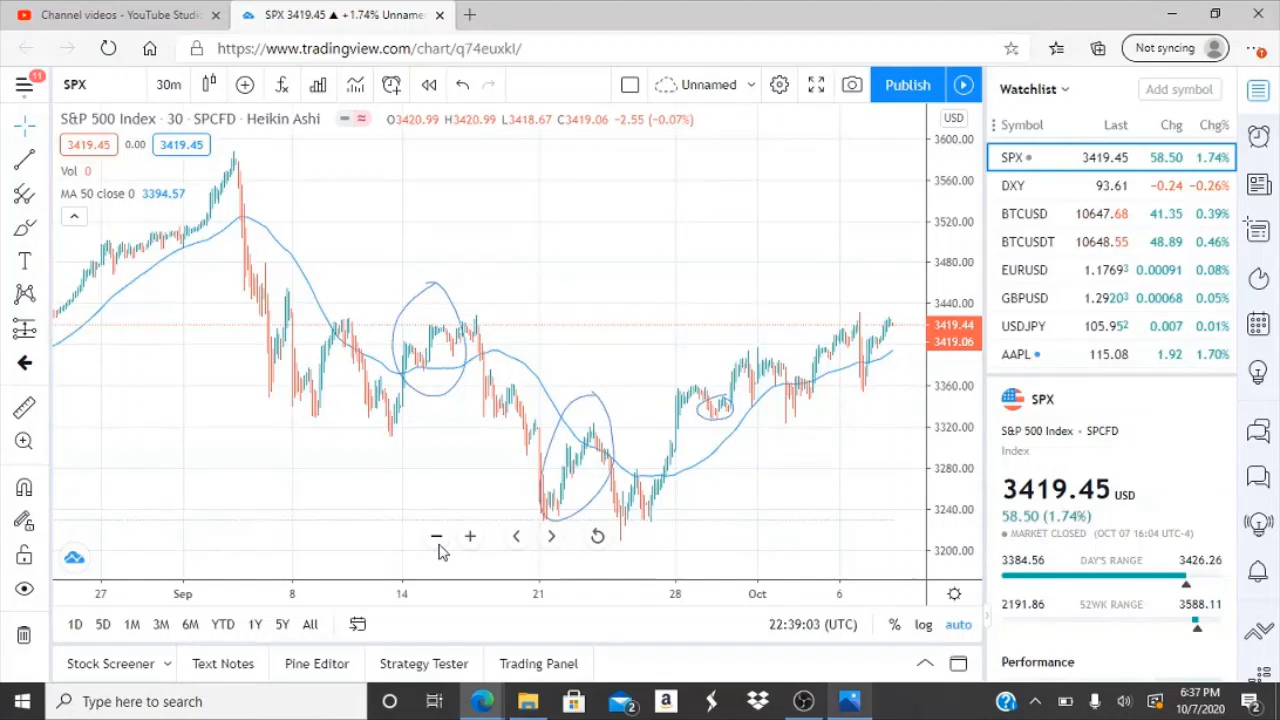 Channel videos - YouTube Studi
SPX 3419.45 ▲ +1.74% Unname
https://www.tradingview.com/chart/q74euxkl/
Not syncing
11
SPX
30m
Unnamed
Publish
S&P 500 Index · 30 · SPCFD · Heikin Ashi
O3420.99 H3420.99 L3418.67 C3419.06 -2.55 (-0.07%)
3419.45 0.00 3419.45
Vol 0
MA 50 close 0 3394.57
USD
3600.00
3560.00
3520.00
3480.00
3440.00
3419.44
3419.06
3360.00
3320.00
3280.00
3240.00
3200.00
27 Sep 8 14 21 28 Oct 6
1D 5D 1M 3M 6M YTD 1Y 5Y All
22:39:03 (UTC) % log auto
Stock Screener Text Notes Pine Editor Strategy Tester Trading Panel
Watchlist
Add symbol
Symbol Last Chg Chg%
SPX 3419.45 58.50 1.74%
DXY 93.61 -0.24 -0.26%
BTCUSD 10647.68 41.35 0.39%
BTCUSDT 10648.55 48.89 0.46%
EURUSD 1.17693 0.00091 0.08%
GBPUSD 1.29203 0.00068 0.05%
USDJPY 105.952 0.007 0.01%
AAPL 115.08 1.92 1.70%
SPX
S&P 500 Index · SPCFD
Index
3419.45 USD
58.50 (1.74%)
MARKET CLOSED (OCT 07 16:04 UTC-4)
3384.56 DAY'S RANGE 3426.26
2191.86 52WK RANGE 3588.11
Performance
Type here to search
2
6:37 PM
10/7/2020
2